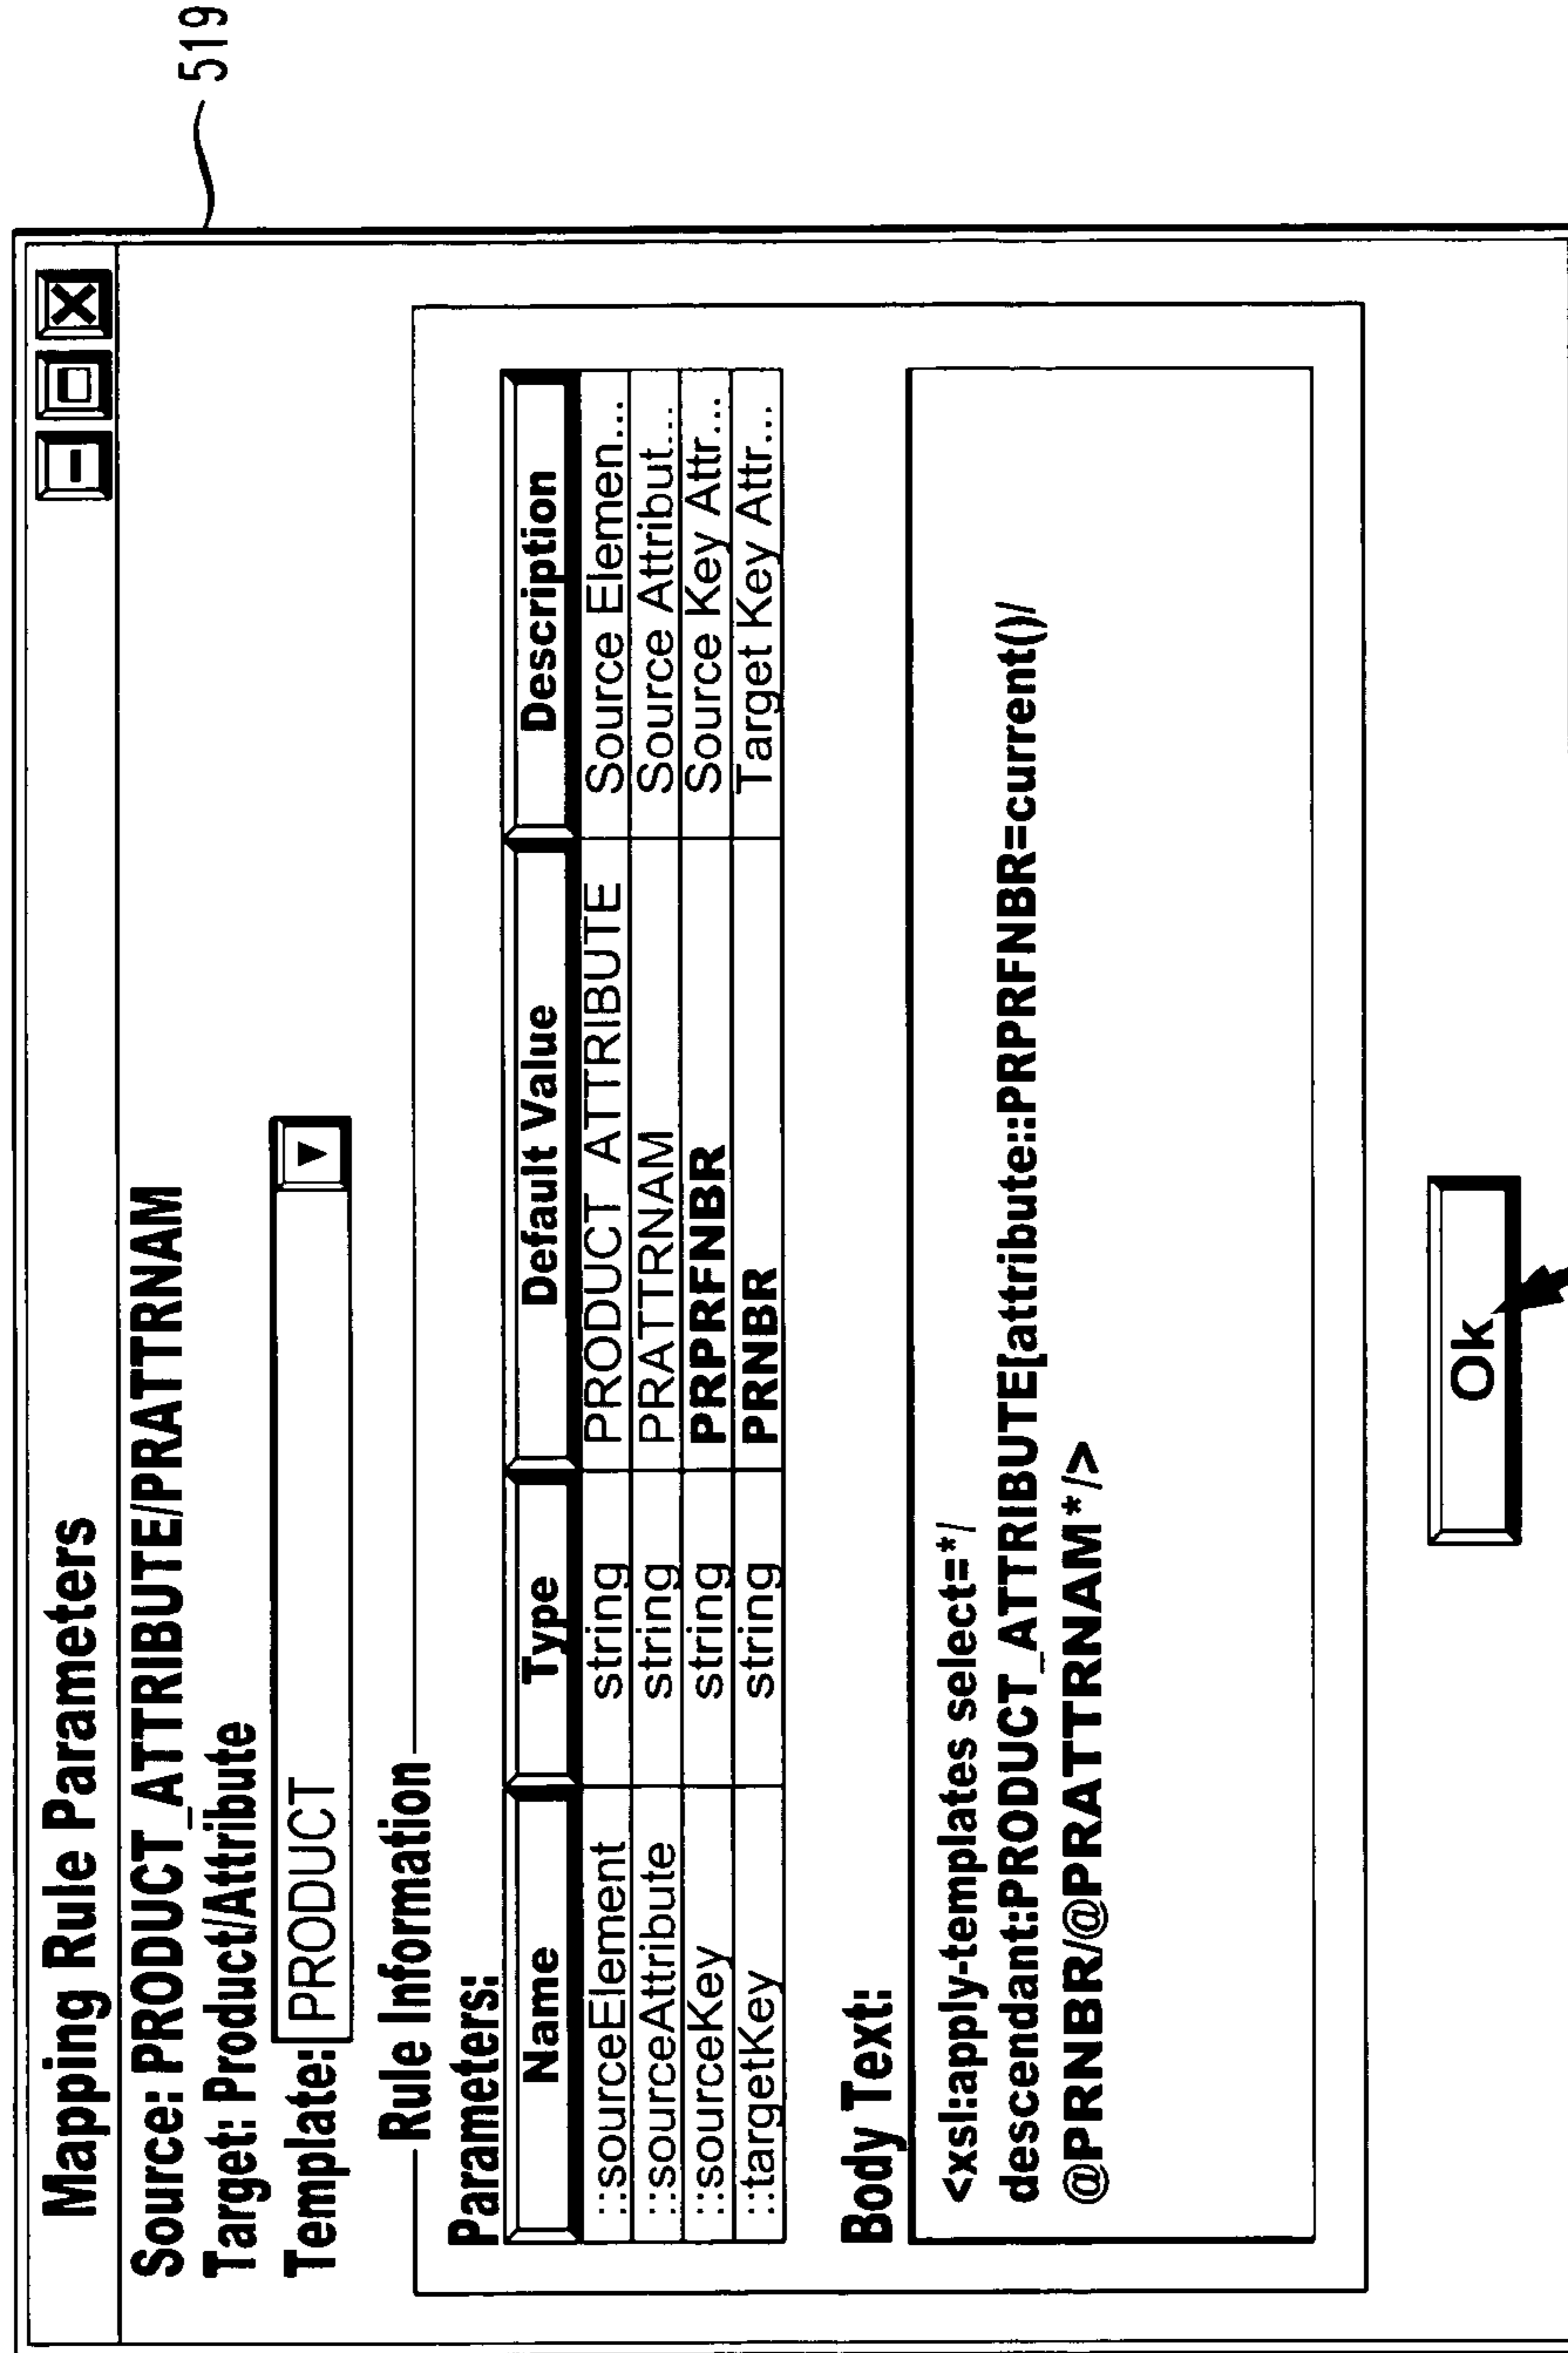 519
Mapping Rule Parameters
Source: PRODUCT_ATTRIBUTE/PRATTRNAM
Target: Product/Attribute
Template: PRODUCT
Rule Information
Parameters:
Name Type Default Value Description
::sourceElement string PRODUCT ATTRIBUTE Source Elemen...
::sourceAttribute string PRATTRNAM Source Attribut...
::sourceKey string PRPRFNBR Source Key Attr...
::targetKey string PRNBR Target Key Attr...
Body Text:
<xsl:apply-templates select=*/
descendant:PRODUCT_ATTRIBUTE[attribute::PRPRFNBR=current()/
@PRNBR/@PRATTRNAM*/>
Ok